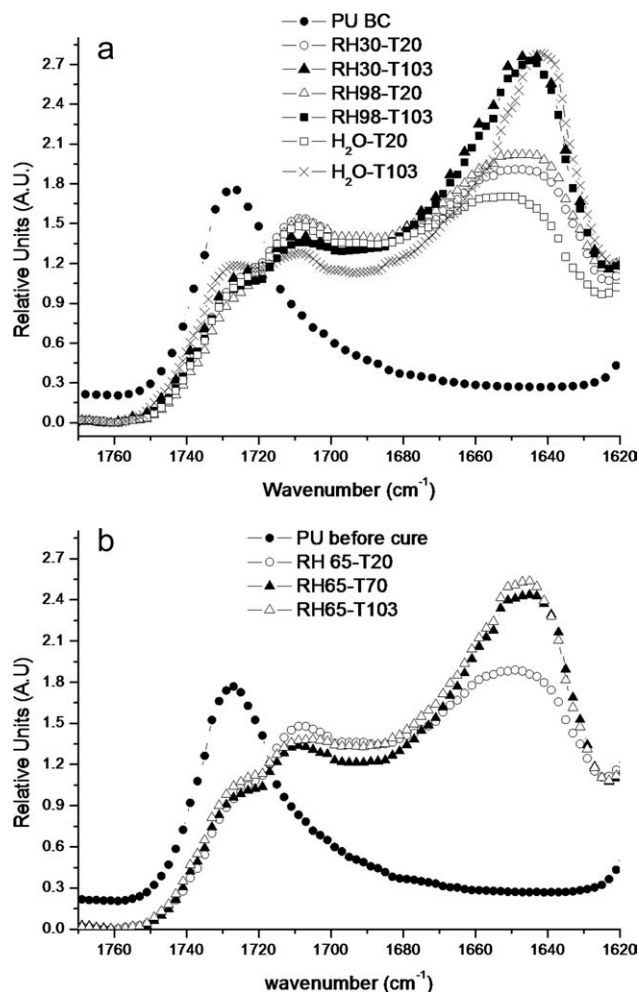 a
PU BC
RH30-T20
RH30-T103
RH98-T20
RH98-T103
H₂O-T20
H₂O-T103
Relative Units (A.U.)
2.7
2.4
2.1
1.8
1.5
1.2
0.9
0.6
0.3
0.0
1760 1740 1720 1700 1680 1660 1640 1620
Wavenumber (cm⁻¹)
b
PU before cure
RH 65-T20
RH65-T70
RH65-T103
Relative Units (A.U)
2.7
2.4
2.1
1.8
1.5
1.2
0.9
0.6
0.3
0.0
1760 1740 1720 1700 1680 1660 1640 1620
wavenumber (cm⁻¹)